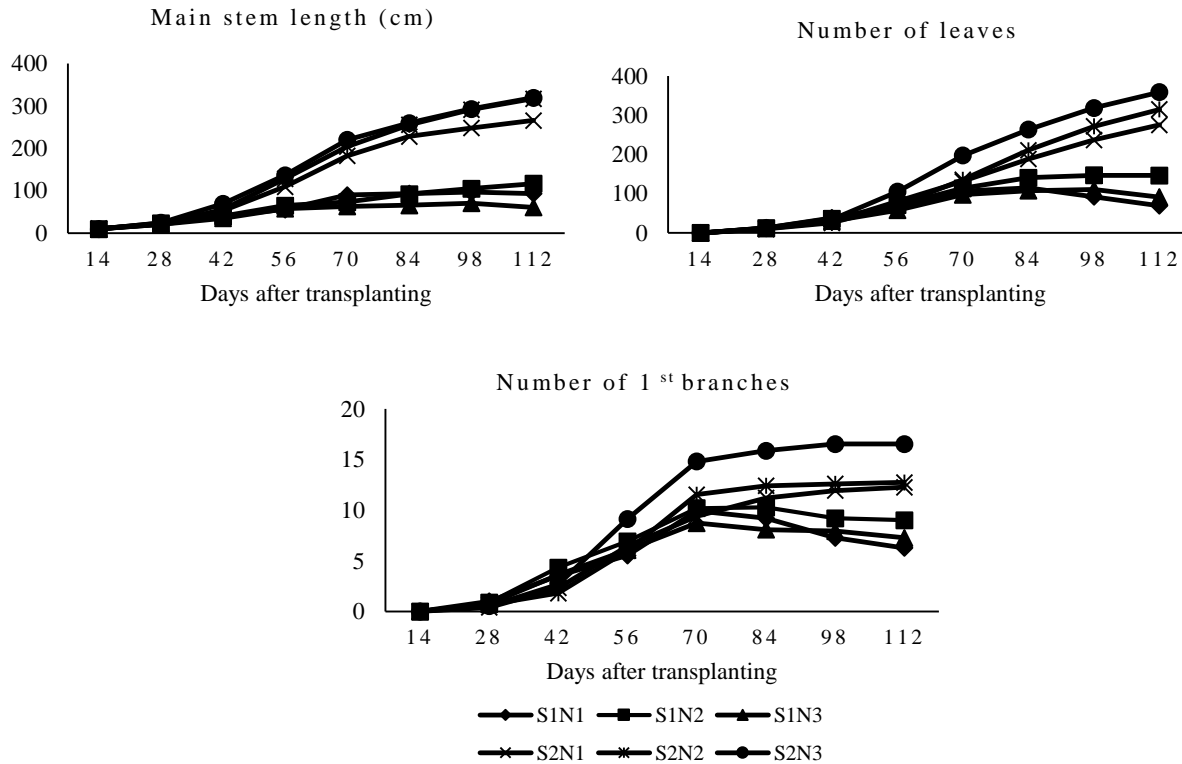 Main stem length (cm)
400
300
200
100
0
14 28 42 56 70 84 98 112
Days after transplanting
Number of leaves
400
300
200
100
0
14 28 42 56 70 84 98 112
Days after transplanting
Number of 1 st branches
20
15
10
5
0
14 28 42 56 70 84 98 112
Days after transplanting
S1N1 S1N2 S1N3
S2N1 S2N2 S2N3